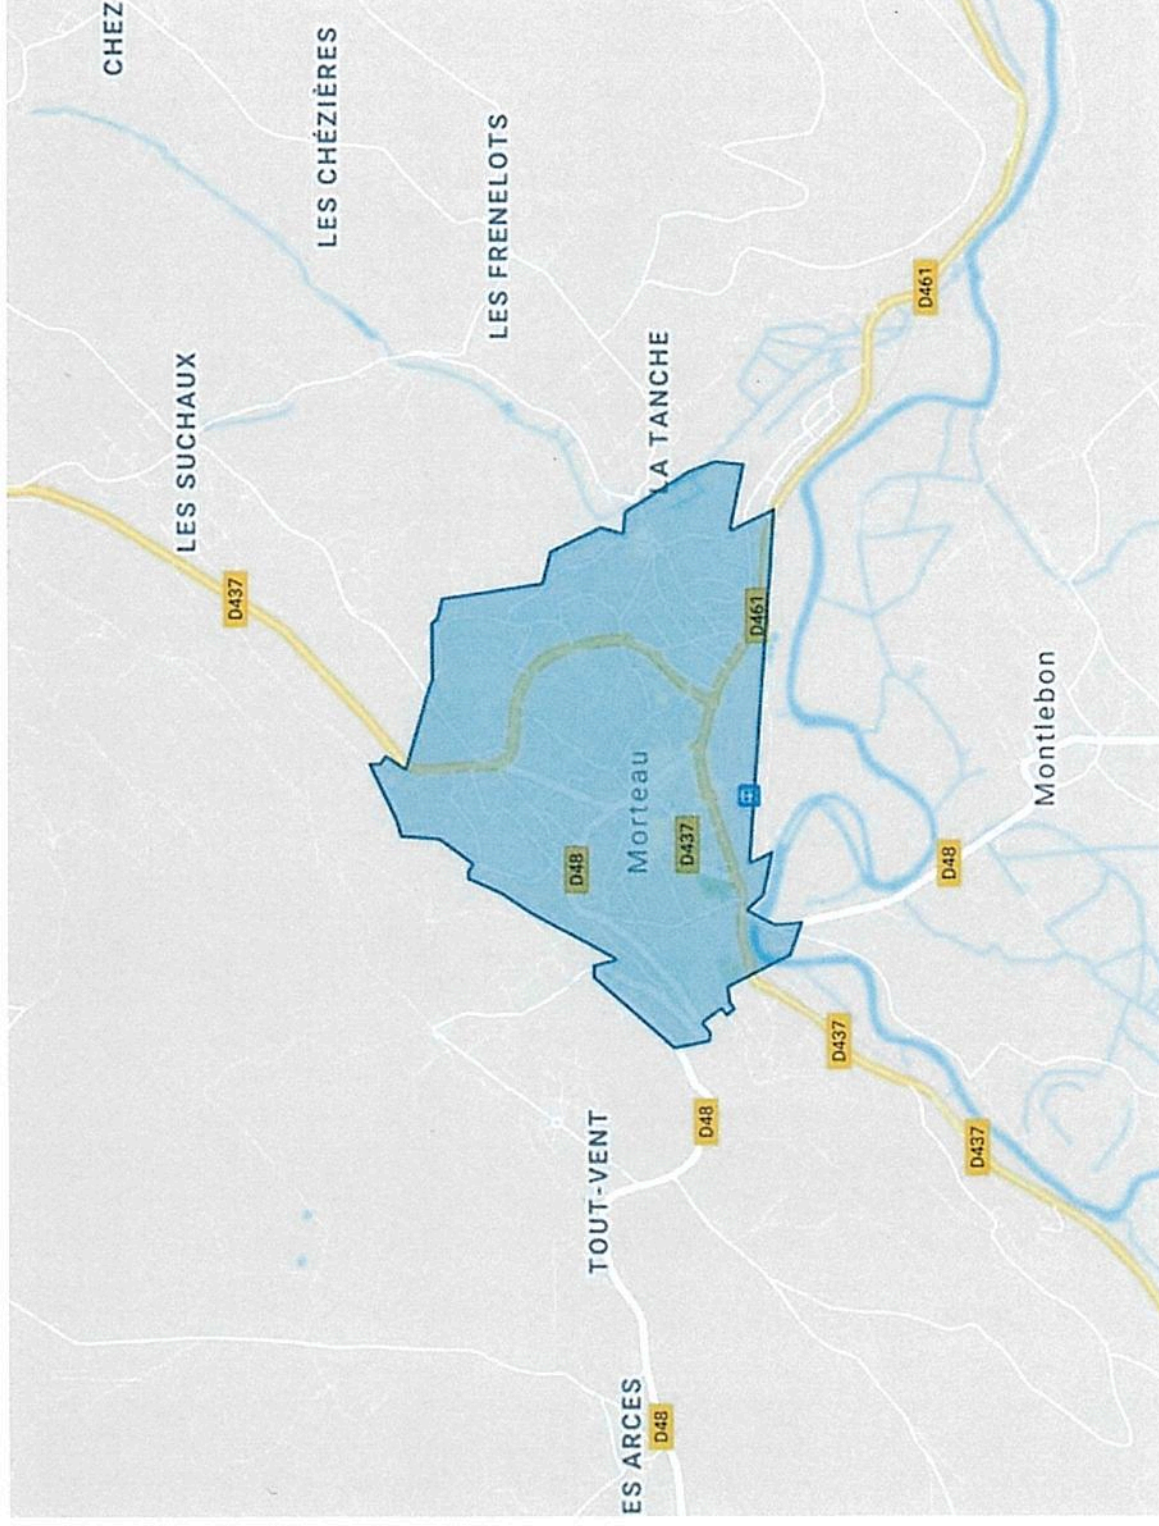 CHEZ
LES CHÉZIÈRES
LES FRENELOTS
LES SUCHAUX
LA TANCHE
D461
D437
D461
Morteau
D437
D48
Montlebon
D48
D437
D48
D437
TOUT-VENT
ES ARCES
D48